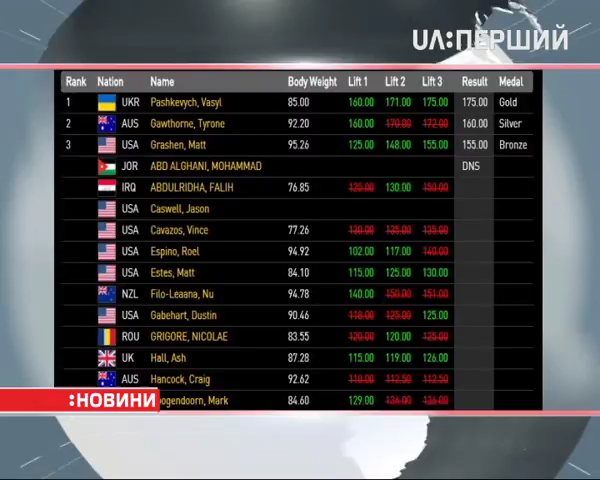 UA:ПЕРШИЙ
Rank Nation Name Body Weight Lift 1 Lift 2 Lift 3 Result Medal
1 UKR Pashkevych, Vasyl 85.00 160.00 171.00 175.00 175.00 Gold
2 AUS Gawthorne, Tyrone 92.20 160.00 170.00 172.00 160.00 Silver
3 USA Grashen, Matt 95.26 125.00 148.00 155.00 155.00 Bronze
JOR ABD ALGHANI, MOHAMMAD DNS
IRQ ABDULRIDHA, FALIH 76.85 125.00 130.00 150.00
USA Caswell, Jason
USA Cavazos, Vince 77.26 130.00 135.00 135.00
USA Espino, Roel 94.92 102.00 117.00 140.00
USA Estes, Matt 84.10 115.00 125.00 130.00
NZL Filo-Leaana, Nu 94.78 140.00 150.00 151.00
USA Gabehart, Dustin 90.46 118.00 125.00 125.00
ROU GRIGORE, NICOLAE 83.55 120.00 120.00 125.00
UK Hall, Ash 87.28 115.00 119.00 126.00
AUS Hancock, Craig 92.62 110.00 112.50 112.50
:НОВИНИ
oogendoorn, Mark 84.60 129.00 136.00 136.00